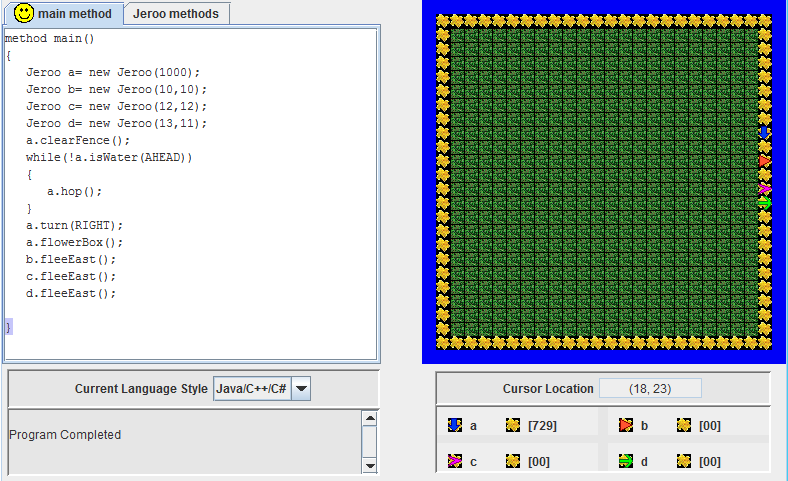 main method Jeroo methods
method main()
{
Jeroo a= new Jeroo(1000);
Jeroo b= new Jeroo(10,10);
Jeroo c= new Jeroo(12,12);
Jeroo d= new Jeroo(13,11);
a.clearFence();
while(!a.isWater(AHEAD))
{
a.hop();
}
a.turn(RIGHT);
a.flowerBox();
b.fleeEast();
c.fleeEast();
d.fleeEast();
}
Current Language Style Java/C++/C#
Program Completed
Cursor Location (18, 23)
a [729] b [00]
c [00] d [00]